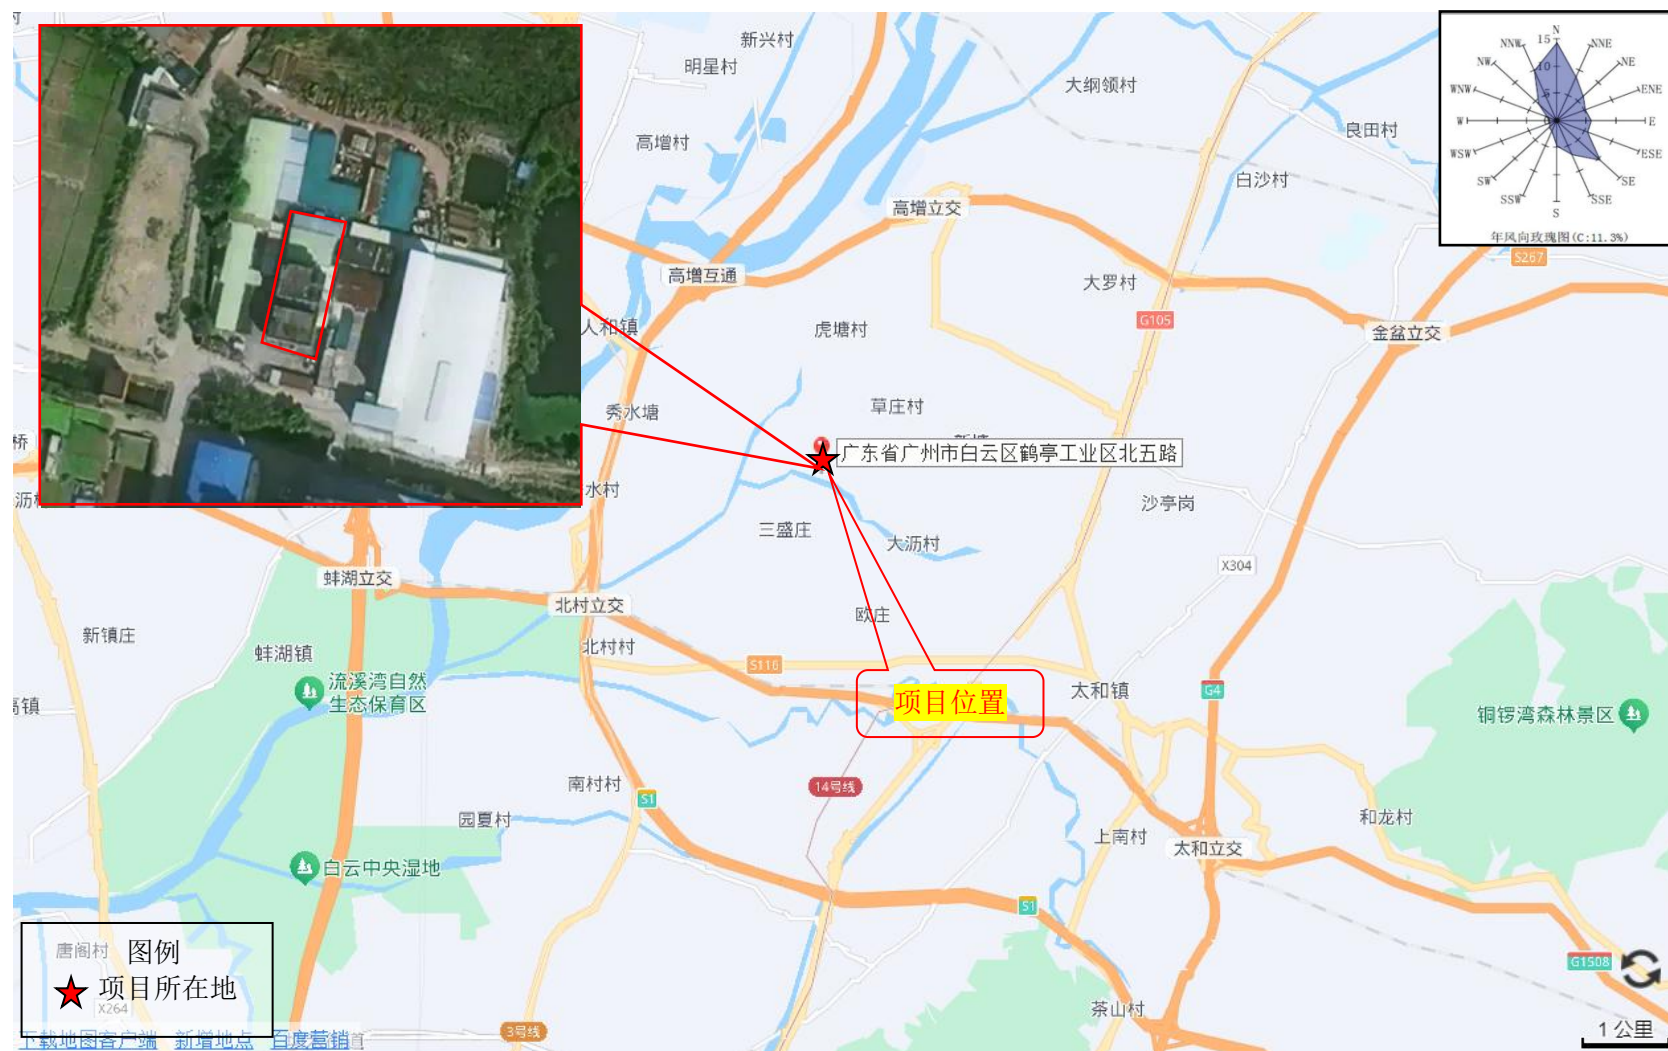 村
新兴村
明星村
大纲领村
高增村
良田村
白沙村
高增立交
高增互通
大罗村
S267
G105
人和镇
虎塘村
金盆立交
草庄村
秀水塘
桥
广东省广州市白云区鹤亭工业区北五路
水村
沙亭岗
三盛庄
大沥村
X304
蚌湖立交
北村立交
欧庄
新镇庄
北村村
蚌湖镇
S116
流溪湾自然
生态保育区
太和镇
G4
项目位置
高镇
铜锣湾森林景区
南村村
14号线
S1
园夏村
和龙村
上南村
太和立交
白云中央湿地
S1
唐阁村
图例
项目所在地
X264
G1508
茶山村
3号线
下载地图客户端 新增地点 百度营销
道
1 公里
N
15
NNW
NNE
NW
10
NE
WNW
5
ENE
W
E
WSW
ESE
SW
SE
SSW
SSE
S
年风向玫瑰图(C:11.3%)